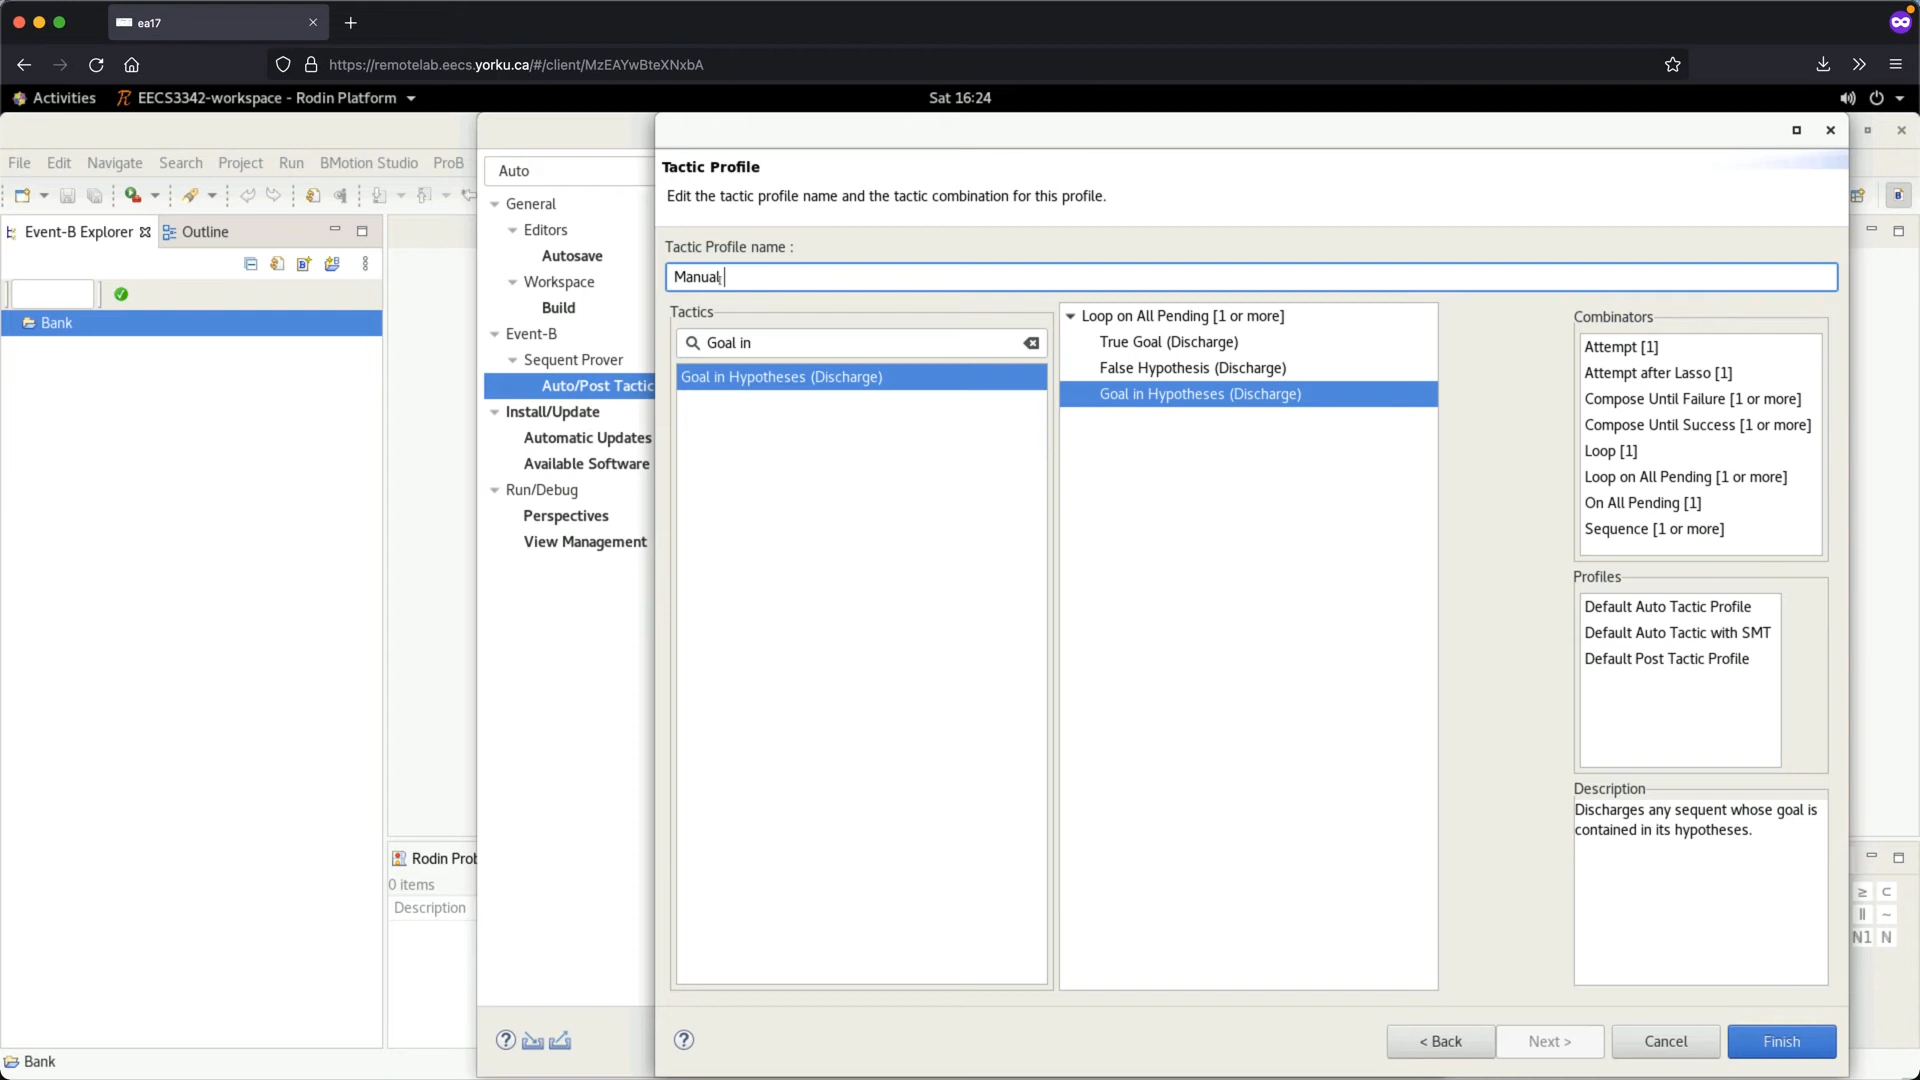 ea17
https://remotelab.eecs.yorku.ca/#/client/MzEAYwBteXNxbA
Activities
EECS3342-workspace - Rodin Platform
Sat 16:24
File Edit Navigate Search Project Run BMotion Studio ProB
Event-B Explorer
Outline
Bank
Auto
General
Editors
Autosave
Workspace
Build
Event-B
Sequent Prover
Auto/Post Tactic
Install/Update
Automatic Updates
Available Software
Run/Debug
Perspectives
View Management
Tactic Profile
Edit the tactic profile name and the tactic combination for this profile.
Tactic Profile name :
Manual
Tactics
Goal in
Goal in Hypotheses (Discharge)
Loop on All Pending [1 or more]
True Goal (Discharge)
False Hypothesis (Discharge)
Goal in Hypotheses (Discharge)
Combinators
Attempt [1]
Attempt after Lasso [1]
Compose Until Failure [1 or more]
Compose Until Success [1 or more]
Loop [1]
Loop on All Pending [1 or more]
On All Pending [1]
Sequence [1 or more]
Profiles
Default Auto Tactic Profile
Default Auto Tactic with SMT
Default Post Tactic Profile
Description
Discharges any sequent whose goal is
contained in its hypotheses.
Rodin Prob
0 items
Description
≥ ⊂
|| ~
N1 N
< Back
Next >
Cancel
Finish
Bank